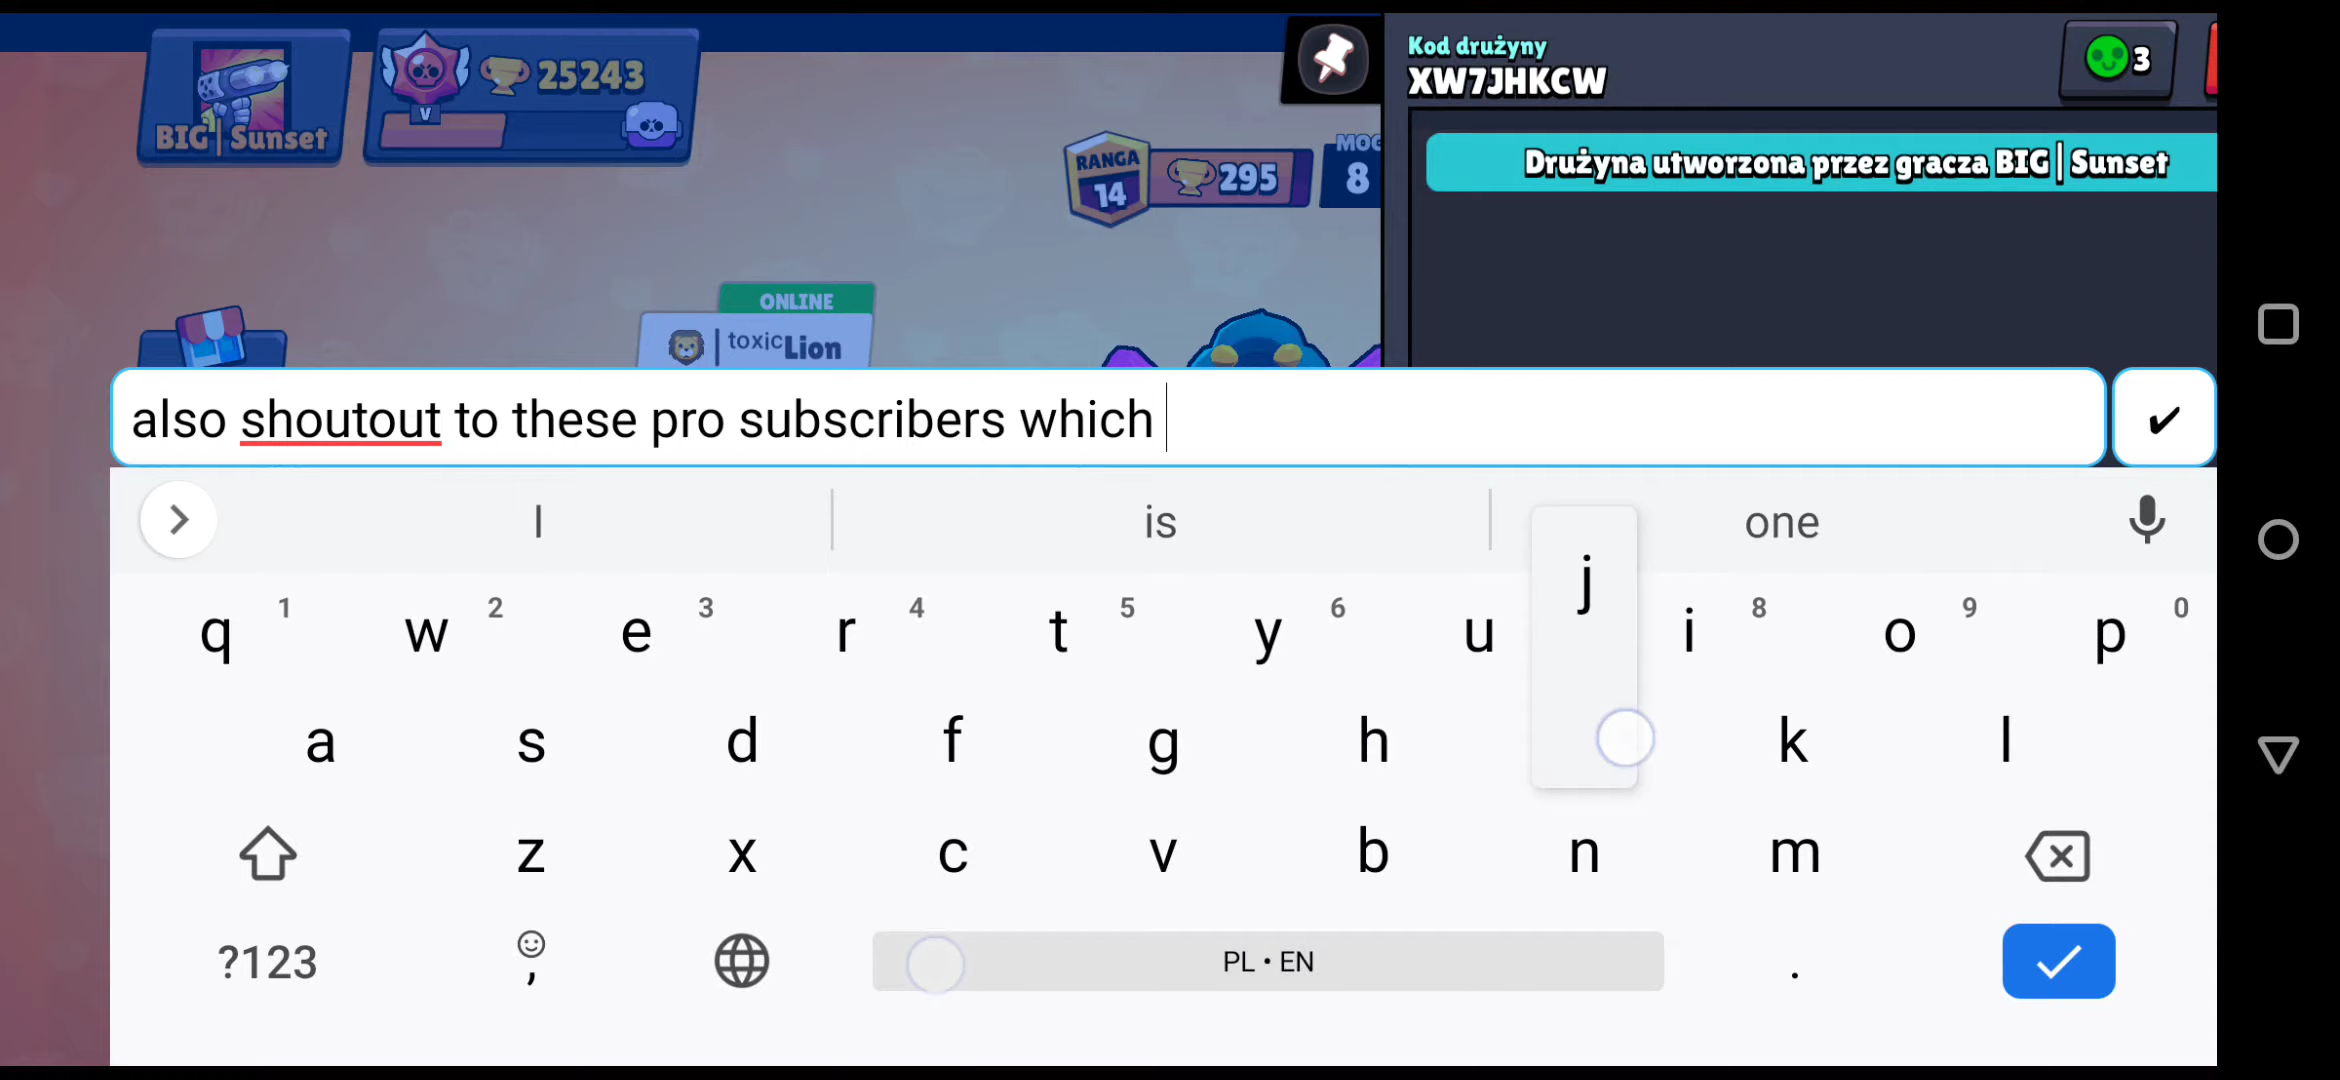 Kod drużyny
XW7JHKCW
3
25243
V
BIG | Sunset
RANGA
14
295
8
Drużyna utworzona przez gracza BIG | Sunset
ONLINE
| toxicLion
also shoutout to these pro subscribers which
I
is
one
j
q 1 w 2 e 3 r 4 t 5 y 6 u i 8 o 9 p 0
a s d f g h k l
z x c v b n m
?123 , PL • EN .